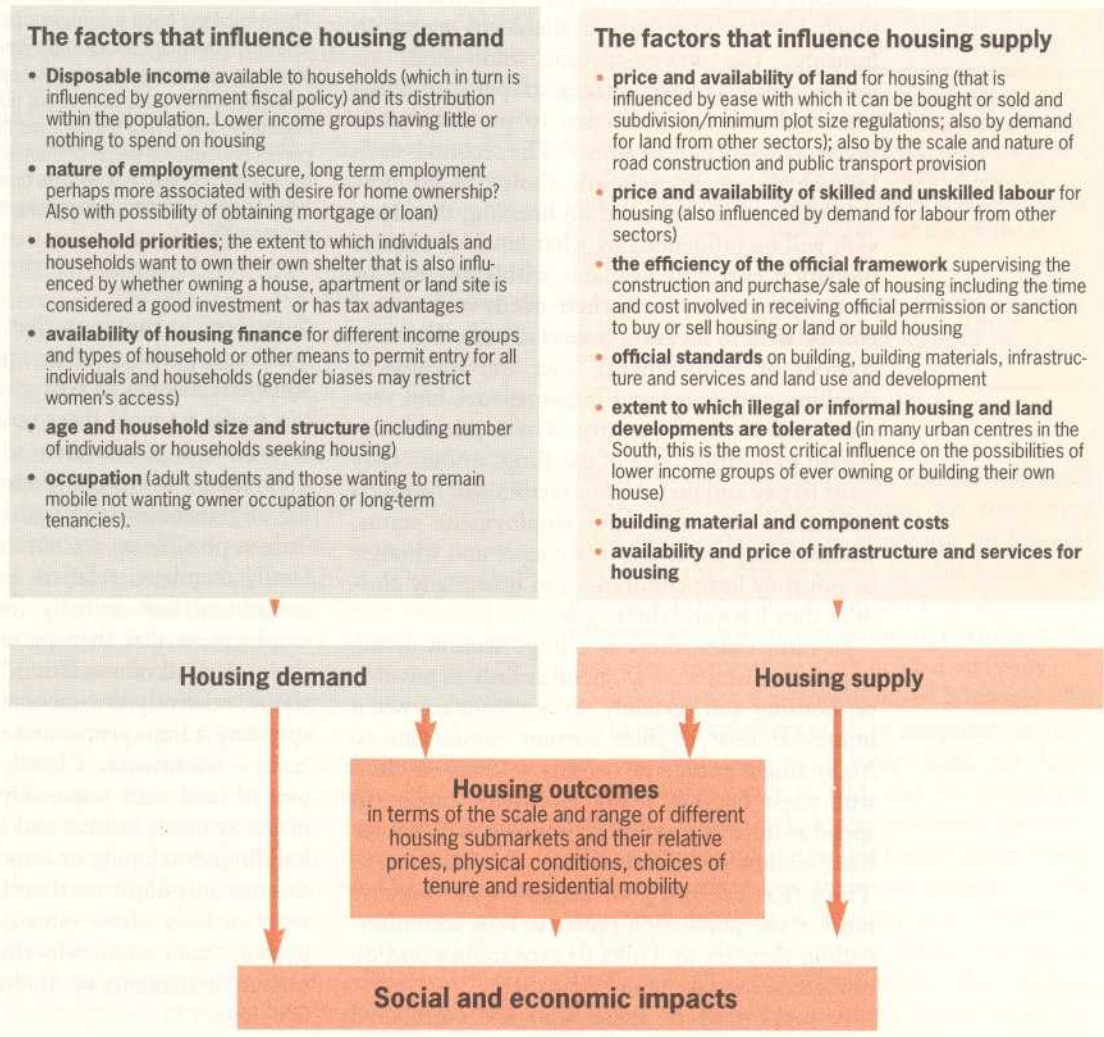 The factors that influence housing demand
• Disposable income available to households (which in turn is
influenced by government fiscal policy) and its distribution
within the population. Lower income groups having little or
nothing to spend on housing
• nature of employment (secure, long term employment
perhaps more associated with desire for home ownership?
Also with possibility of obtaining mortgage or loan)
• household priorities; the extent to which individuals and
households want to own their own shelter that is also influ-
enced by whether owning a house, apartment or land site is
considered a good investment or has tax advantages
• availability of housing finance for different income groups
and types of household or other means to permit entry for all
individuals and households (gender biases may restrict
women's access)
• age and household size and structure (including number
of individuals or households seeking housing)
• occupation (adult students and those wanting to remain
mobile not wanting owner occupation or long-term
tenancies).
The factors that influence housing supply
• price and availability of land for housing (that is
influenced by ease with which it can be bought or sold and
subdivision/minimum plot size regulations; also by demand
for land from other sectors); also by the scale and nature of
road construction and public transport provision
• price and availability of skilled and unskilled labour for
housing (also influenced by demand for labour from other
sectors)
• the efficiency of the official framework supervising the
construction and purchase/sale of housing including the time
and cost involved in receiving official permission or sanction
to buy or sell housing or land or build housing
• official standards on building, building materials, infrastruc-
ture and services and land use and development
• extent to which illegal or informal housing and land
developments are tolerated (in many urban centres in the
South, this is the most critical influence on the possibilities of
lower income groups of ever owning or building their own
house)
• building material and component costs
• availability and price of infrastructure and services for
housing
Housing demand
Housing supply
Housing outcomes
in terms of the scale and range of different
housing submarkets and their relative
prices, physical conditions, choices of
tenure and residential mobility
Social and economic impacts